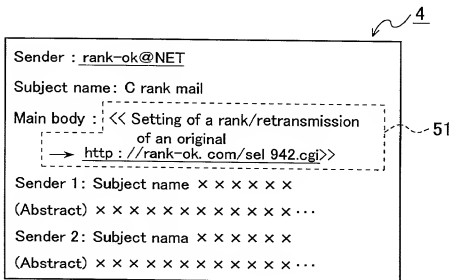 4
Sender : rank-ok@NET
Subject name: C rank mail
Main body : << Setting of a rank/retransmission
of an original
→ http : //rank-ok. com/sel 942.cgi>>
51
Sender 1: Subject name × × × × × ×
(Abstract) × × × × × × × × × × × × ···
Sender 2: Subject nama × × × × × ×
(Abstract) × × × × × × × × × × × × ···